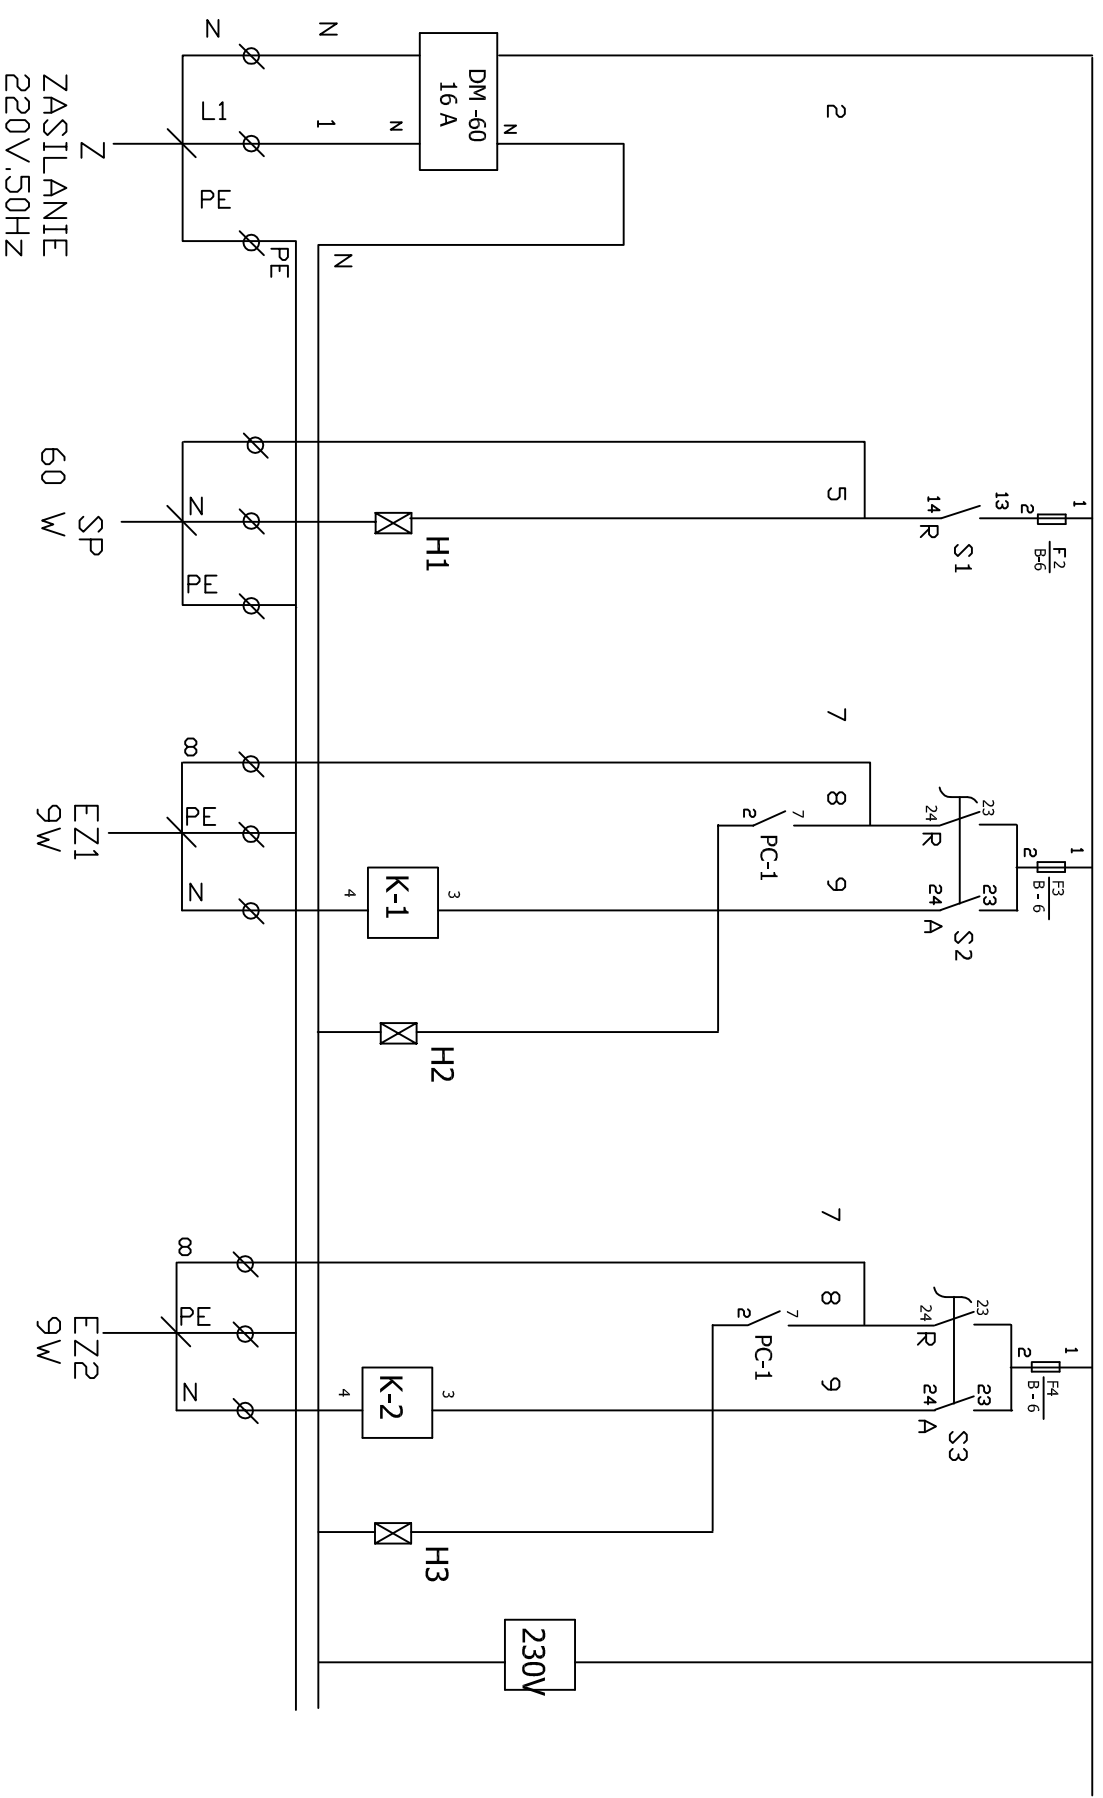 2
DM -60
16 A
N
N
N
1
N
L1
PE
N
PE
Z
ZASILANIE
220V,50Hz
1
2
F2
B-6
13
14
S1
R
5
H1
N
PE
SP
60 W
1
2
F3
B - 6
23
24
R
23
24
A
S2
7
8
9
7
2
PC-1
3
K-1
4
H2
8
PE
N
EZ1
9W
1
2
F4
B - 6
23
24
R
23
24
A
S3
7
8
9
7
2
PC-1
3
K-2
4
H3
8
PE
N
EZ2
9W
230V